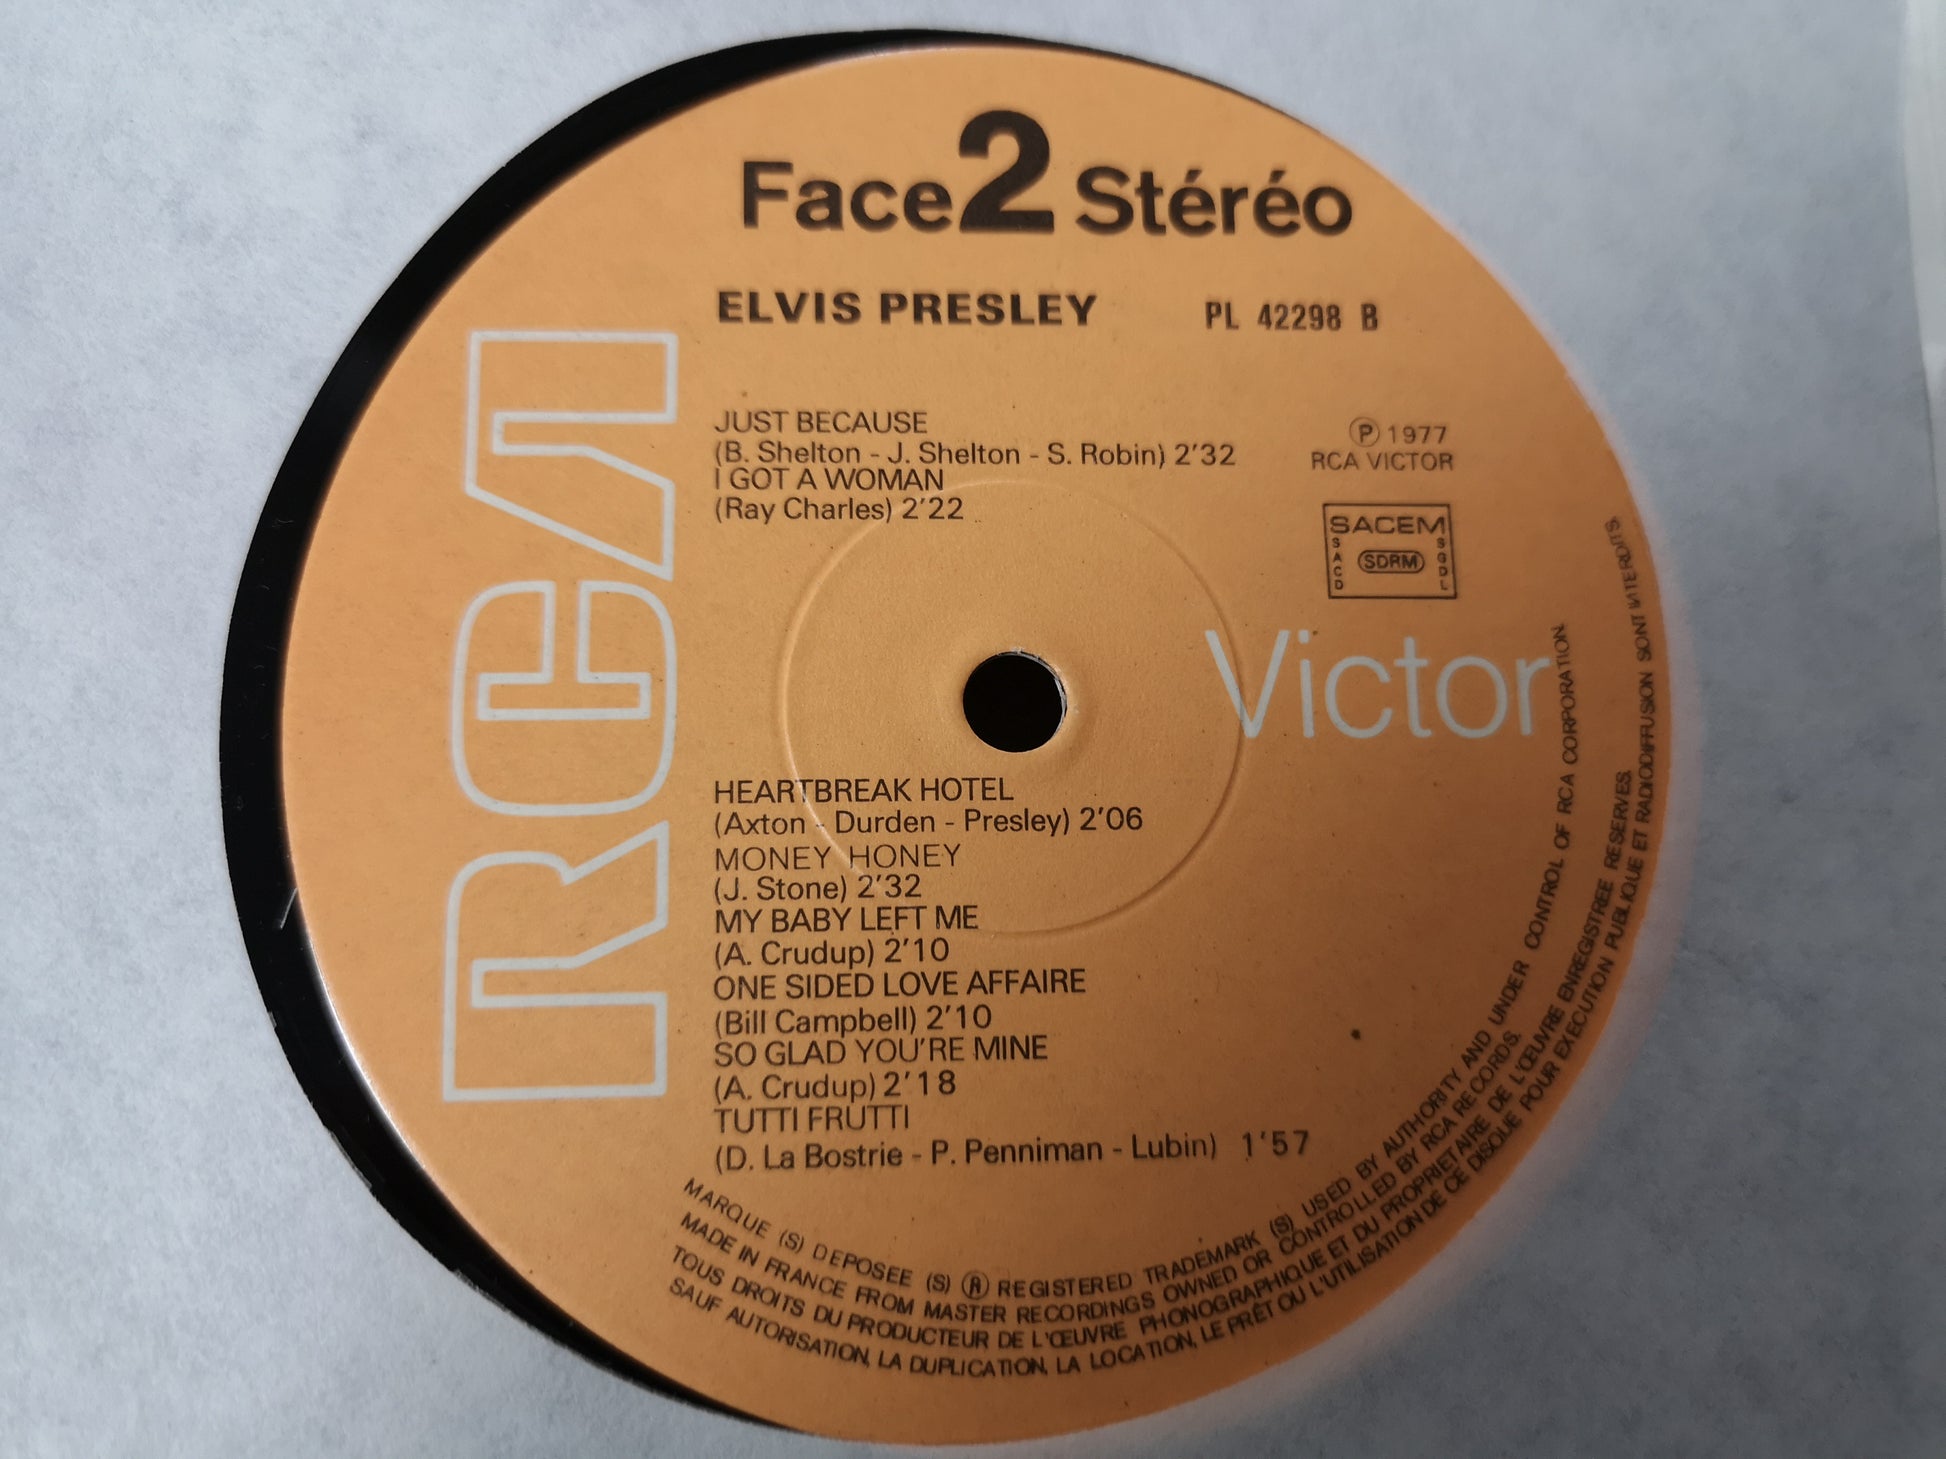 Face 2 Stéréo
ELVIS PRESLEY PL 42298 B
JUST BECAUSE
(B. Shelton - J. Shelton - S. Robin) 2'32
I GOT A WOMAN
(Ray Charles) 2'22
Ⓟ 1977
RCA VICTOR
SACEM
SACD
SDRM
SGDL
RCA
Victor
HEARTBREAK HOTEL
(Axton - Durden - Presley) 2'06
MONEY HONEY
(J. Stone) 2'32
MY BABY LEFT ME
(A. Crudup) 2'10
ONE SIDED LOVE AFFAIRE
(Bill Campbell) 2'10
SO GLAD YOU'RE MINE
(A. Crudup) 2'18
TUTTI FRUTTI
(D. La Bostrie - P. Penniman - Lubin) 1'57
MARQUE (S) DEPOSEE (S) ® REGISTERED TRADEMARK (S) USED BY AUTHORITY AND UNDER CONTROL OF RCA CORPORATION.
MADE IN FRANCE FROM MASTER RECORDINGS OWNED OR CONTROLLED BY RCA RECORDS.
TOUS DROITS DU PRODUCTEUR DE L'ŒUVRE PHONOGRAPHIQUE ET DU PROPRIETAIRE DE L'ŒUVRE ENREGISTREE RESERVES.
SAUF AUTORISATION, LA DUPLICATION, LA LOCATION, LE PRÊT OU L'UTILISATION DE CE DISQUE POUR EXECUTION PUBLIQUE ET RADIODIFFUSION SONT INTERDITS.